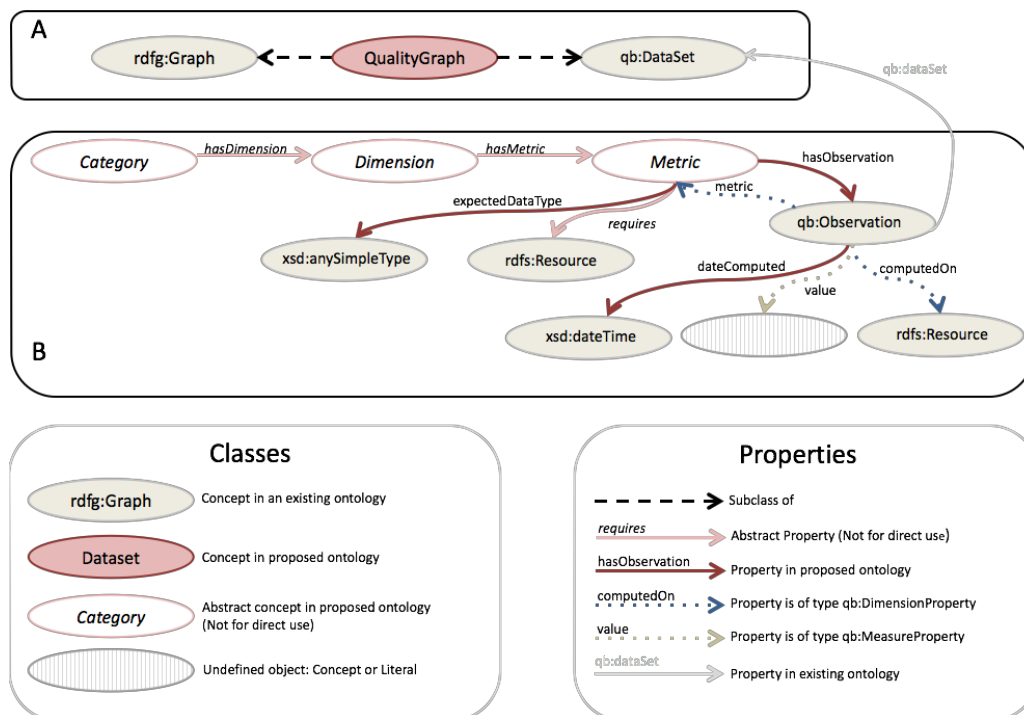 A
rdfg:Graph
QualityGraph
qb:DataSet
qb:dataSet
Category
hasDimension
Dimension
hasMetric
Metric
hasObservation
metric
expectedDataType
requires
qb:Observation
xsd:anySimpleType
rdfs:Resource
dateComputed
computedOn
value
xsd:dateTime
rdfs:Resource
B
Classes
rdfg:Graph
Concept in an existing ontology
Dataset
Concept in proposed ontology
Category
Abstract concept in proposed ontology
(Not for direct use)
Undefined object: Concept or Literal
Properties
Subclass of
requires
Abstract Property (Not for direct use)
hasObservation
Property in proposed ontology
computedOn
Property is of type qb:DimensionProperty
value
Property is of type qb:MeasureProperty
qb:dataSet
Property in existing ontology